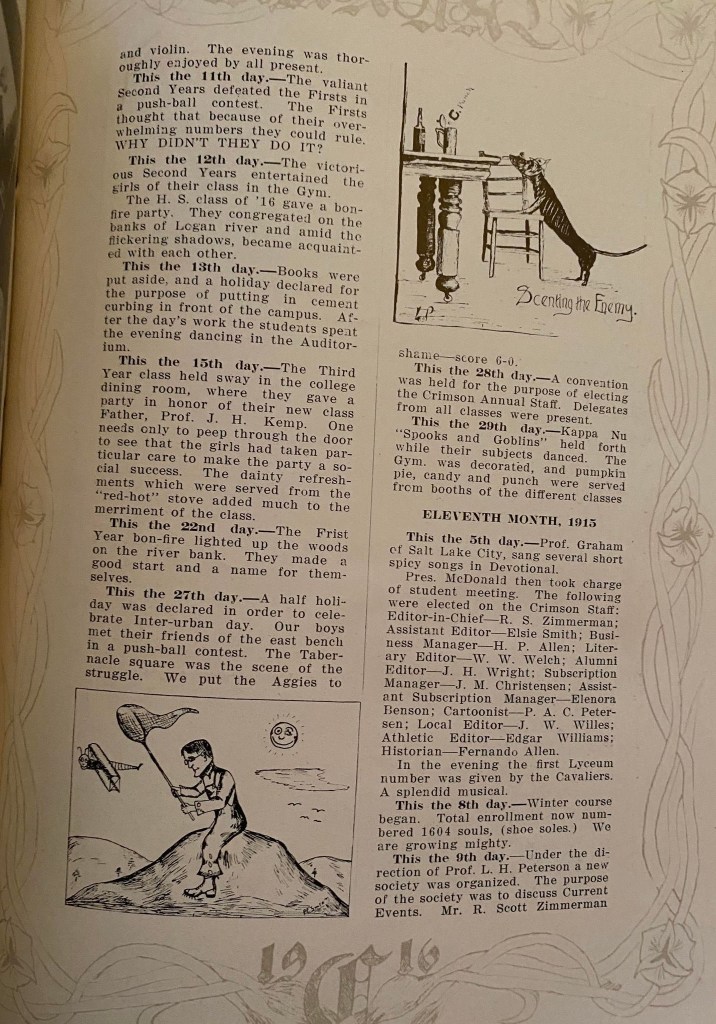 and violin. The evening was thor-
oughly enjoyed by all present.
This the 11th day.—The valiant
Second Years defeated the Firsts in
a push-ball contest. The Firsts
thought that because of their over-
whelming numbers they could rule.
WHY DIDN'T THEY DO IT?
This the 12th day.—The victori-
ous Second Years entertained the
girls of their class in the Gym.
The H. S. class of '16 gave a bon-
fire party. They congregated on the
banks of Logan river and amid the
flickering shadows, became acquaint-
ed with each other.
This the 13th day.—Books were
put aside, and a holiday declared for
the purpose of putting in cement
curbing in front of the campus. Af-
ter the day's work the students spent
the evening dancing in the Auditor-
ium.
This the 15th day.—The Third
Year class held sway in the college
dining room, where they gave a
party in honor of their new class
Father, Prof. J. H. Kemp. One
needs only to peep through the door
to see that the girls had taken par-
ticular care to make the party a so-
cial success. The dainty refresh-
ments which were served from the
"red-hot" stove added much to the
merriment of the class.
This the 22nd day.—The Frist
Year bon-fire lighted up the woods
on the river bank. They made a
good start and a name for them-
selves.
This the 27th day.—A half holi-
day was declared in order to cele-
brate Inter-urban day. Our boys
met their friends of the east bench
in a push-ball contest. The Taber-
nacle square was the scene of the
struggle. We put the Aggies to
Scenting the Enemy.
L.P.
shame—score 6-0.
This the 28th day.—A convention
was held for the purpose of electing
the Crimson Annual Staff. Delegates
from all classes were present.
This the 29th day.—Kappa Nu
"Spooks and Goblins" held forth
while their subjects danced. The
Gym. was decorated, and pumpkin
pie, candy and punch were served
from booths of the different classes
ELEVENTH MONTH, 1915
This the 5th day.—Prof. Graham
of Salt Lake City, sang several short
spicy songs in Devotional.
Pres. McDonald then took charge
of student meeting. The following
were elected on the Crimson Staff:
Editor-in-Chief—R. S. Zimmerman;
Assistant Editor—Elsie Smith; Busi-
ness Manager—H. P. Allen; Liter-
ary Editor—W. W. Welch; Alumni
Editor—J. H. Wright; Subscription
Manager—J. M. Christensen; Assist-
ant Subscription Manager—Elenora
Benson; Cartoonist—P. A. C. Peter-
sen; Local Editor—J. W. Willes;
Athletic Editor—Edgar Williams;
Historian—Fernando Allen.
In the evening the first Lyceum
number was given by the Cavaliers.
A splendid musical.
This the 8th day.—Winter course
began. Total enrollment now num-
bered 1604 souls, (shoe soles.) We
are growing mighty.
This the 9th day.—Under the di-
rection of Prof. L. H. Peterson a new
society was organized. The purpose
of the society was to discuss Current
Events. Mr. R. Scott Zimmerman
19 C 16